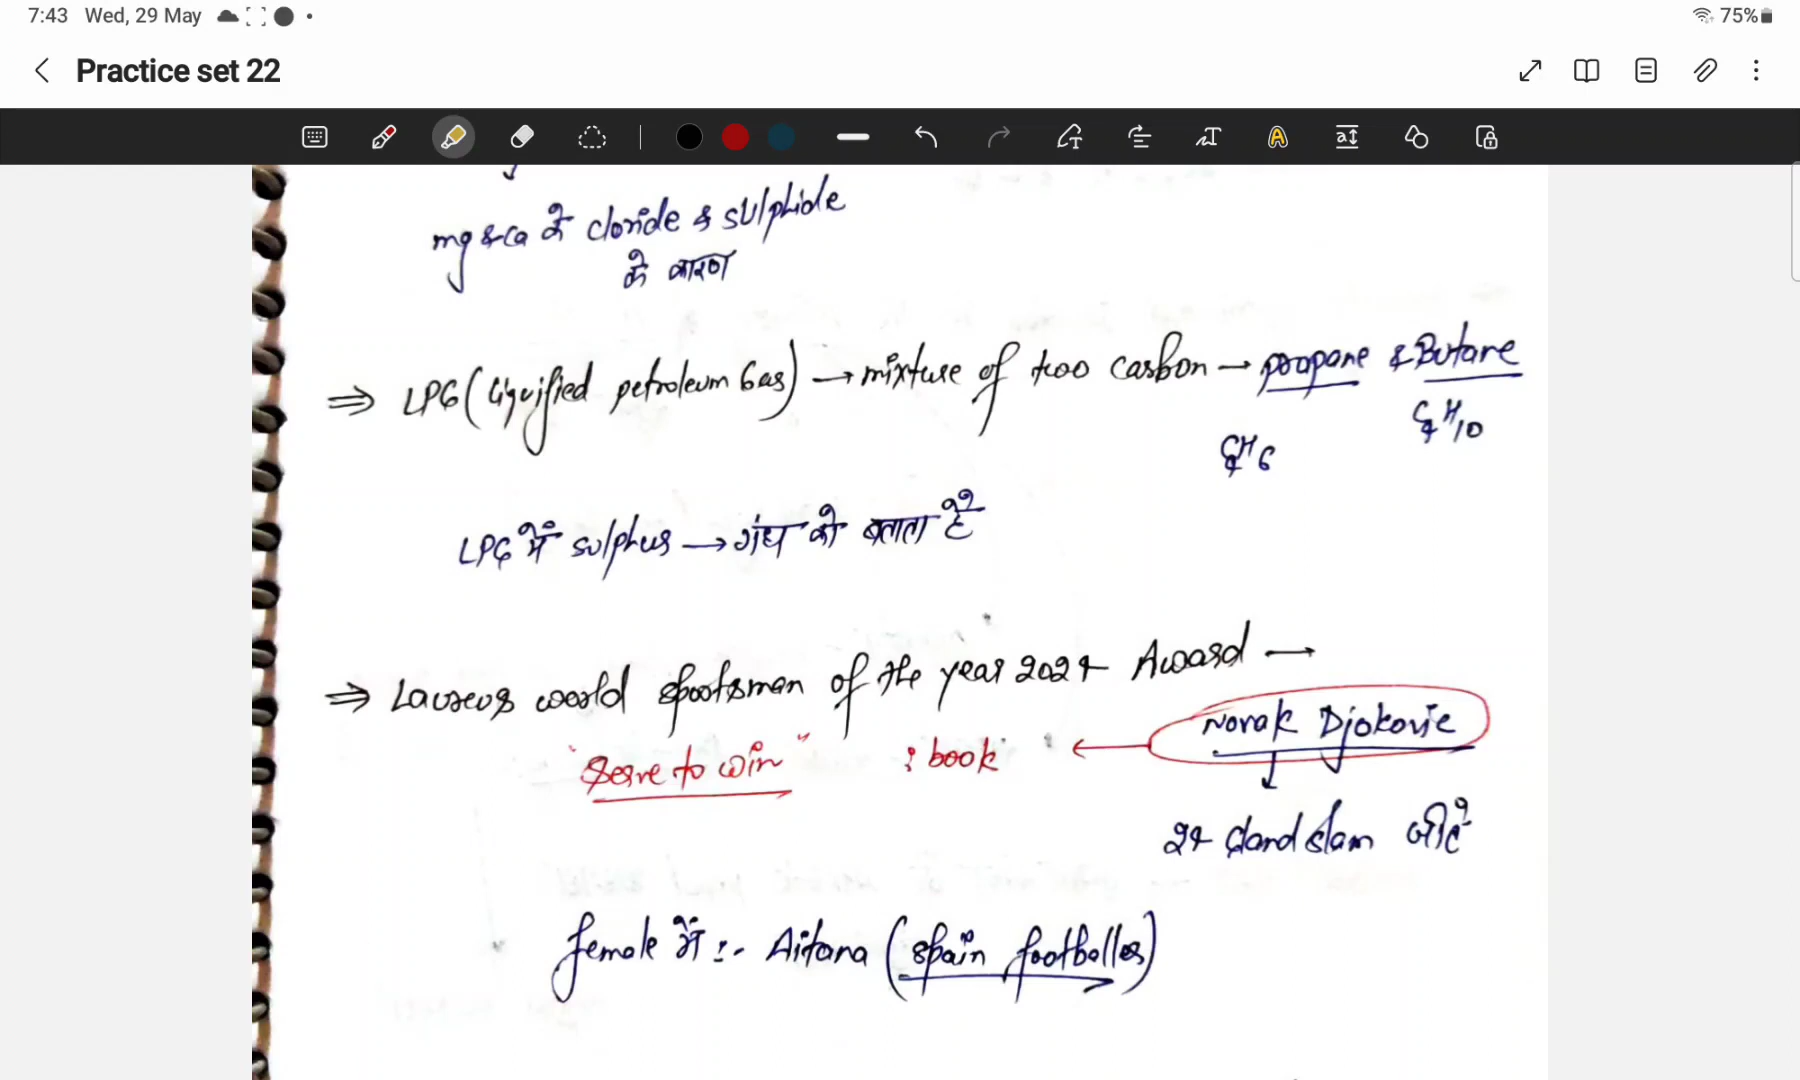 7:43 Wed, 29 May
75%
Practice set 22
mg & ca के cloride & sulphide
के कारण
⇒ LPG (liquified petroleum Gas) → mixture of two carbon → propane & Butane
C4H10
CH6
LPG में sulphur → गंध को बताता है
⇒ Laureus world sportsman of the year 2024 Award →
Novak Djokovic
"Serve to win" : book ←
↓
24 Grand slam जीते
female में :- Aitana (spain footballer)